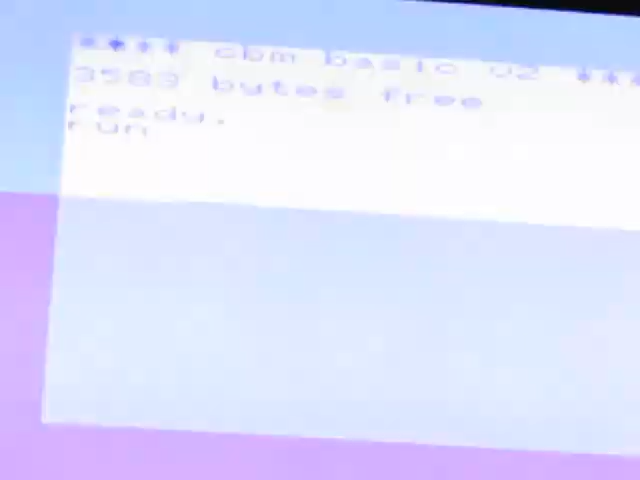 **** cbm basic v2 ***
3583 bytes free
ready.
run